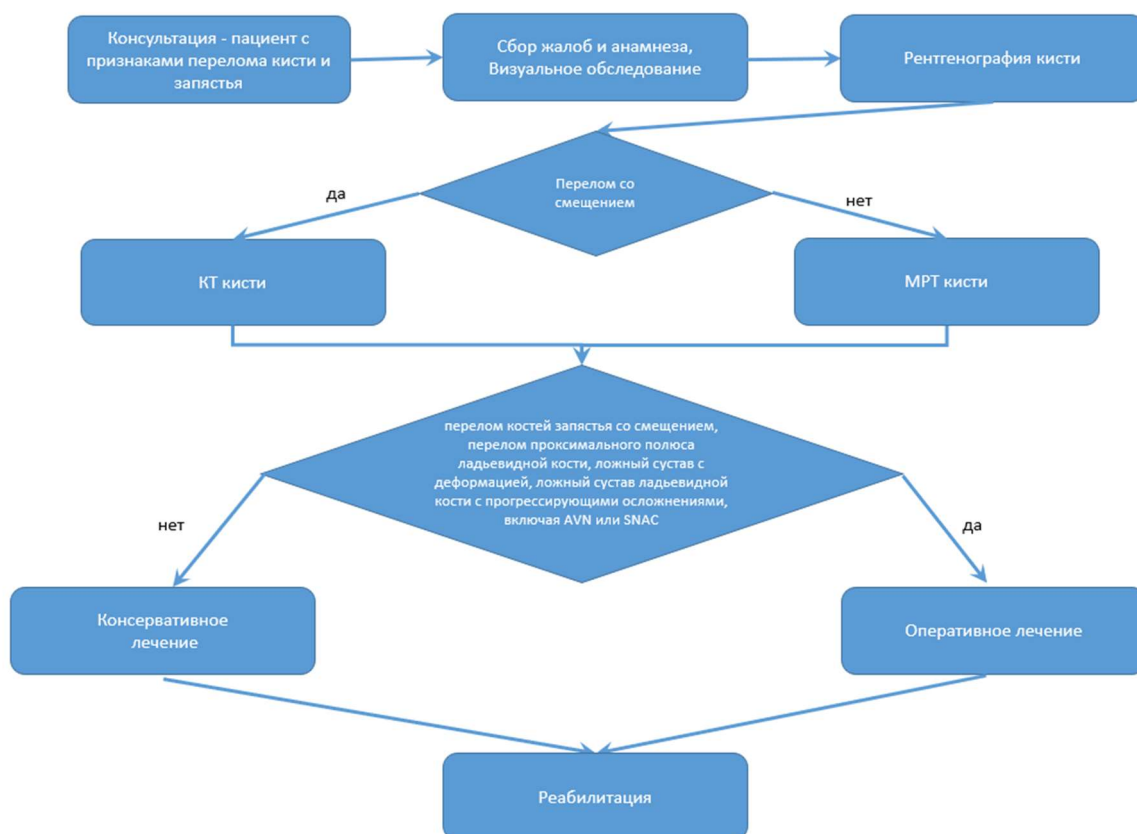 Консультация - пациент с
признаками перелома кисти и
запястья
Сбор жалоб и анамнеза,
Визуальное обследование
Рентгенография кисти
Перелом со
смещением
да
нет
КТ кисти
МРТ кисти
перелом костей запястья со смещением,
перелом проксимального полюса
ладьевидной кости, ложный сустав с
деформацией, ложный сустав ладьевидной
кости с прогрессирующими осложнениями,
включая AVN или SNAC
нет
да
Консервативное
лечение
Оперативное лечение
Реабилитация